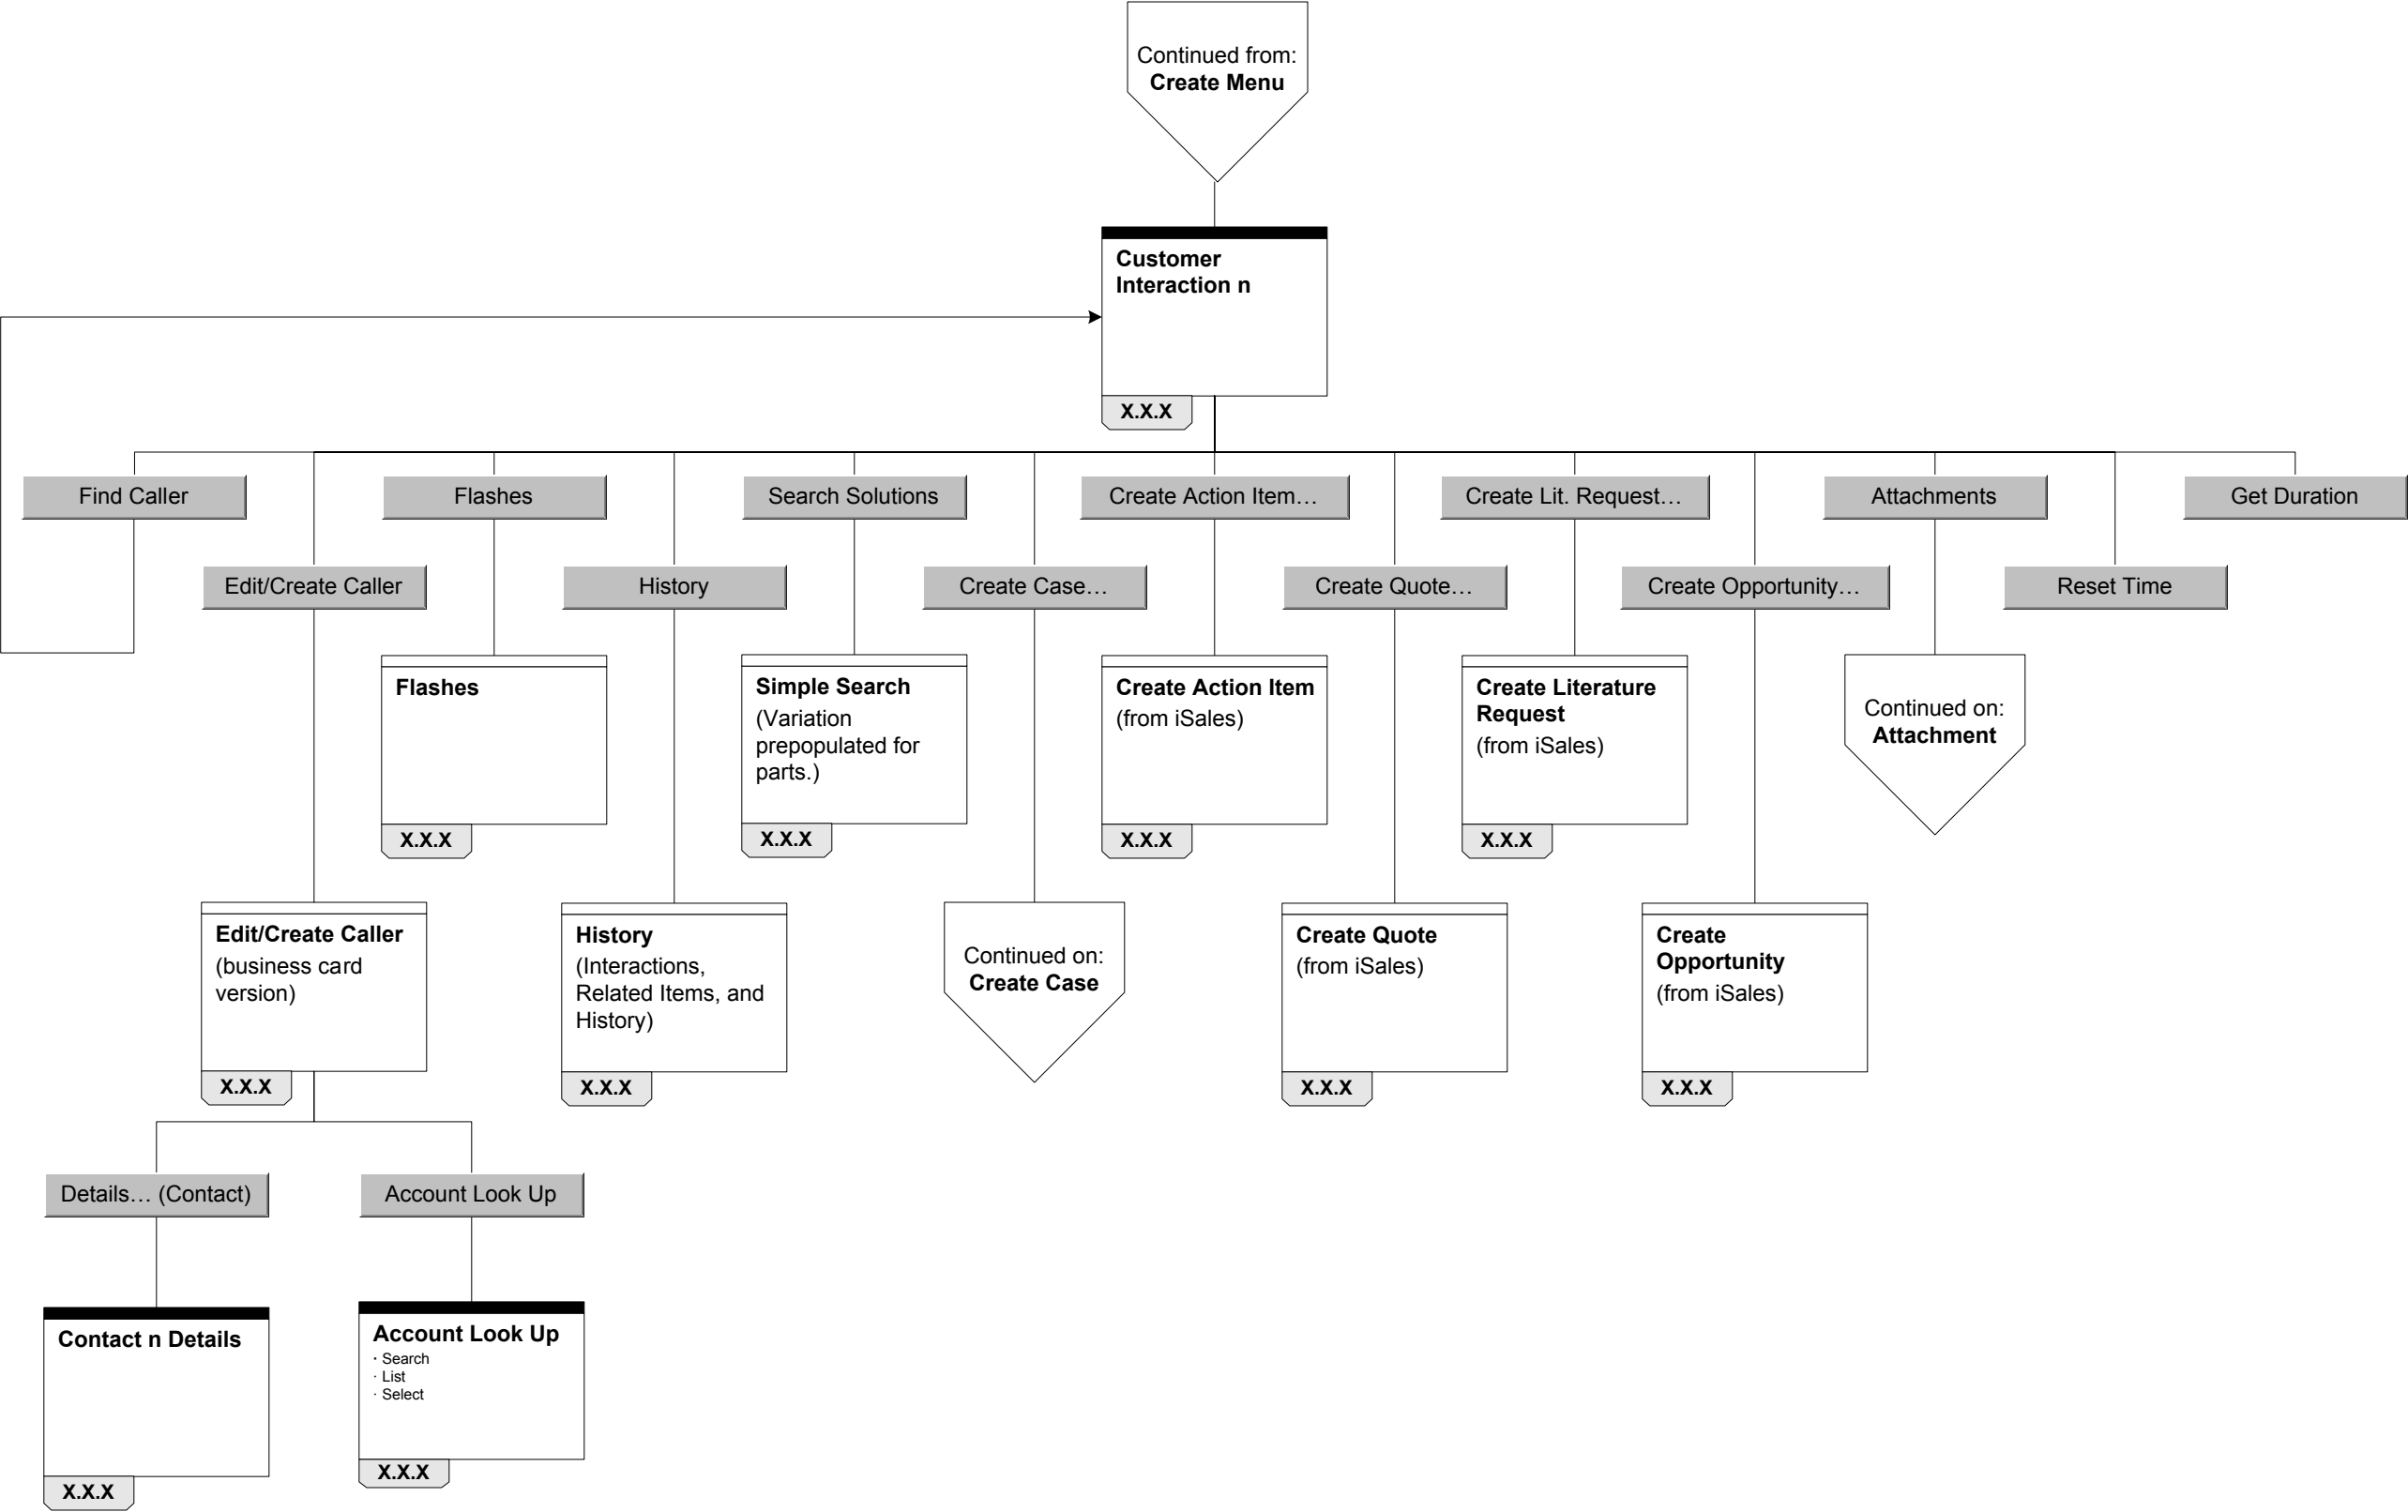 Continued from:
Create Menu
Customer
Interaction n
X.X.X
Find Caller
Flashes
Search Solutions
Create Action Item…
Create Lit. Request…
Attachments
Get Duration
Edit/Create Caller
History
Create Case…
Create Quote…
Create Opportunity…
Reset Time
Flashes
X.X.X
Simple Search
(Variation
prepopulated for
parts.)
X.X.X
Create Action Item
(from iSales)
X.X.X
Create Literature
Request
(from iSales)
X.X.X
Continued on:
Attachment
Edit/Create Caller
(business card
version)
X.X.X
History
(Interactions,
Related Items, and
History)
X.X.X
Continued on:
Create Case
Create Quote
(from iSales)
X.X.X
Create
Opportunity
(from iSales)
X.X.X
Details… (Contact)
Account Look Up
Contact n Details
X.X.X
Account Look Up
· Search
· List
· Select
X.X.X